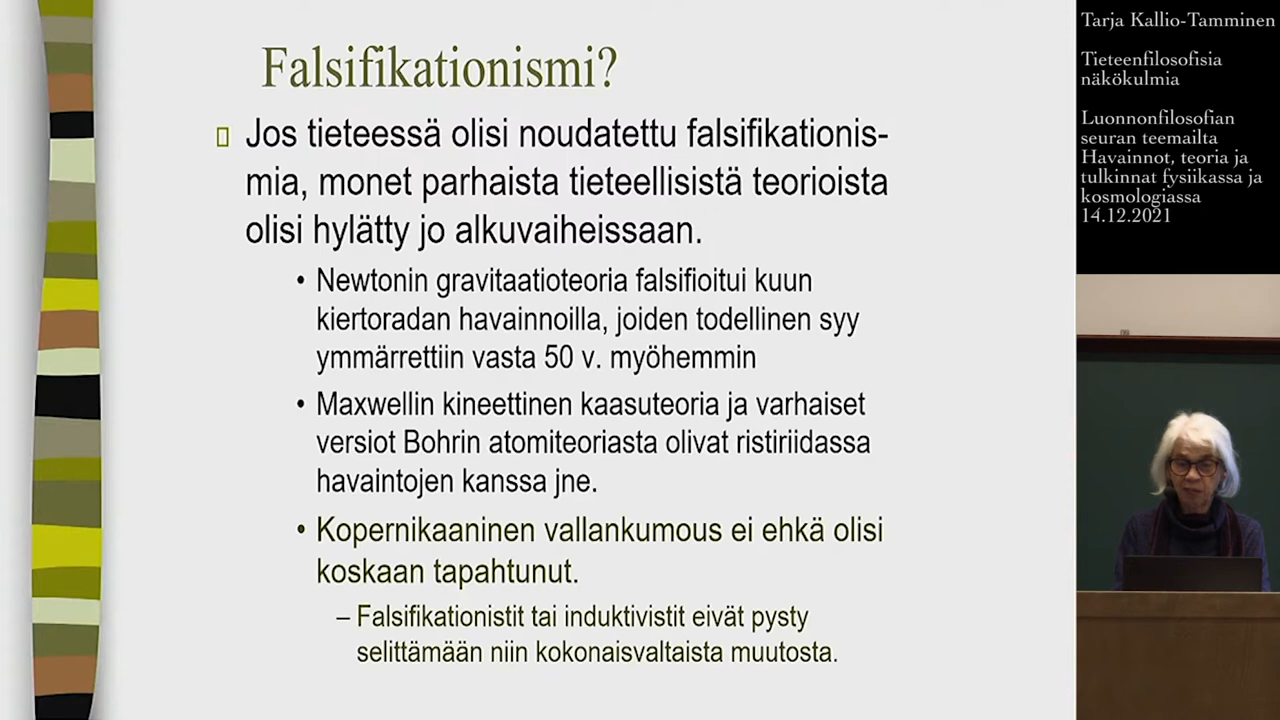 Falsifikationismi?
Jos tieteessä olisi noudatettu falsifikationis-
mia, monet parhaista tieteellisistä teorioista
olisi hylätty jo alkuvaiheissaan.
• Newtonin gravitaatioteoria falsifioitui kuun
kiertoradan havainnoilla, joiden todellinen syy
ymmärrettiin vasta 50 v. myöhemmin
• Maxwellin kineettinen kaasuteoria ja varhaiset
versiot Bohrin atomiteoriasta olivat ristiriidassa
havaintojen kanssa jne.
• Kopernikaaninen vallankumous ei ehkä olisi
koskaan tapahtunut.
– Falsifikationistit tai induktivistit eivät pysty
selittämään niin kokonaisvaltaista muutosta.
Tarja Kallio-Tamminen
Tieteenfilosofisia
näkökulmia
Luonnonfilosofian
seuran teemailta
Havainnot, teoria ja
tulkinnat fysiikassa ja
kosmologiassa
14.12.2021